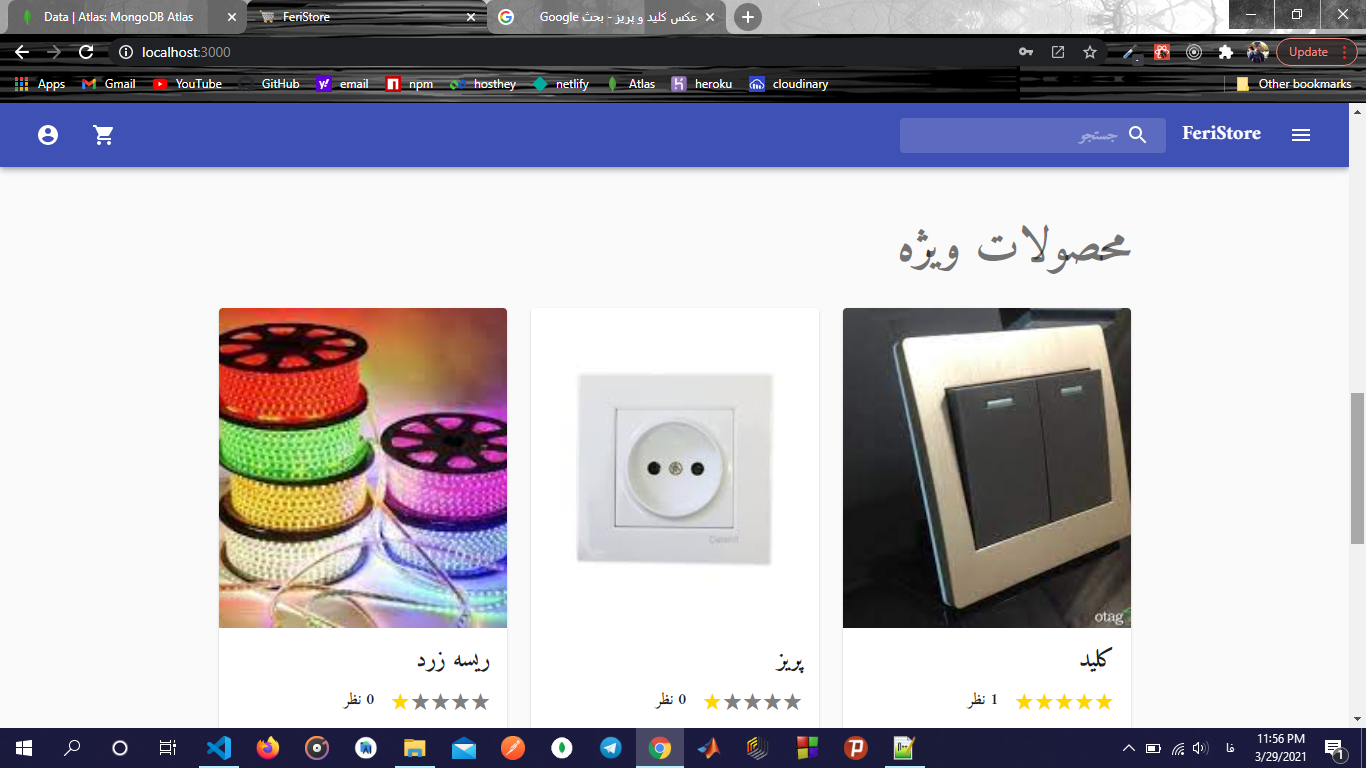 Data | Atlas: MongoDB Atlas
FeriStore
عکس کلید و پریز - بحث Google
localhost:3000
Update
Apps
Gmail
YouTube
GitHub
email
npm
hosthey
netlify
Atlas
heroku
cloudinary
Other bookmarks
جستجو
FeriStore
محصولات ویژه
otag
کلید
1 نظر
پریز
0 نظر
ریسه زرد
0 نظر
فا
11:56 PM
3/29/2021
1